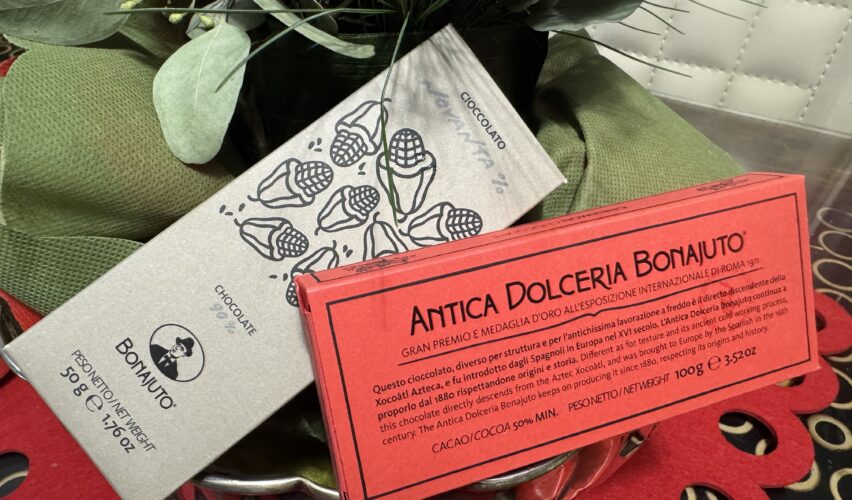 CIOCCOLATO
NOVANTA %
CHOCOLATE
90%
BONAJUTO®
PESO NETTO / NET WEIGHT
50 g e 1.76 oz
ANTICA DOLCERIA BONAJUTO®
GRAN PREMIO E MEDAGLIA D'ORO ALL'ESPOSIZIONE INTERNAZIONALE DI ROMA 1911
Questo cioccolato, diverso per struttura e per l'antichissima lavorazione a freddo è il diretto discendente della
Xocoàtl Azteca, e fu introdotto dagli Spagnoli in Europa nel XVI secolo. L'Antica Dolceria Bonajuto continua a
proporlo dal 1880 rispettandone origini e storia. Different as for texture and its ancient cold working process,
this chocolate directly descends from the Aztec Xocoàtl, and was brought to Europe by the Spanish in the 16th
century. The Antica Dolceria Bonajuto keeps on producing it since 1880, respecting its origins and history.
CACAO/COCOA 50% MIN. PESO NETTO/NET WEIGHT 100g e 3.52 oz